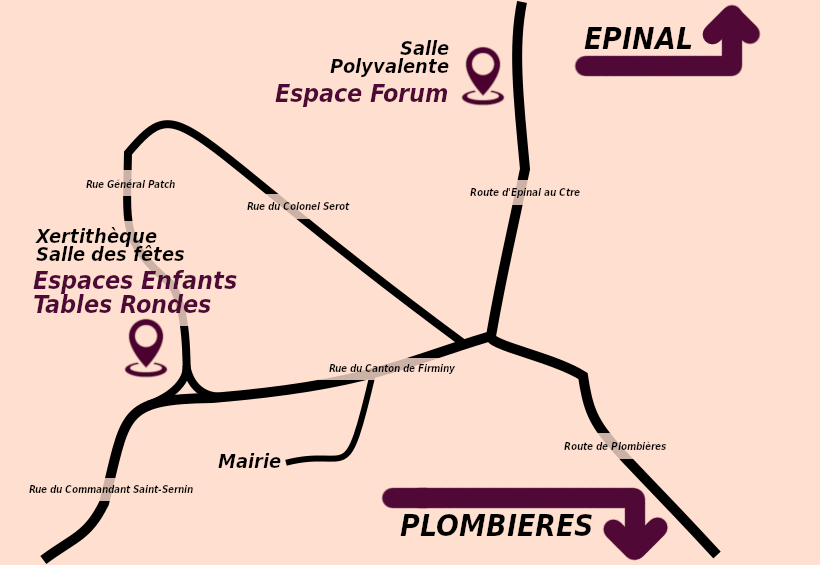 EPINAL
Salle
Polyvalente
Espace Forum
Rue Général Patch
Route d'Epinal au Ctre
Rue du Colonel Serot
Xertithèque
Salle des fêtes
Espaces Enfants
Tables Rondes
Rue du Canton de Firminy
Route de Plombières
Mairie
Rue du Commandant Saint-Sernin
PLOMBIERES